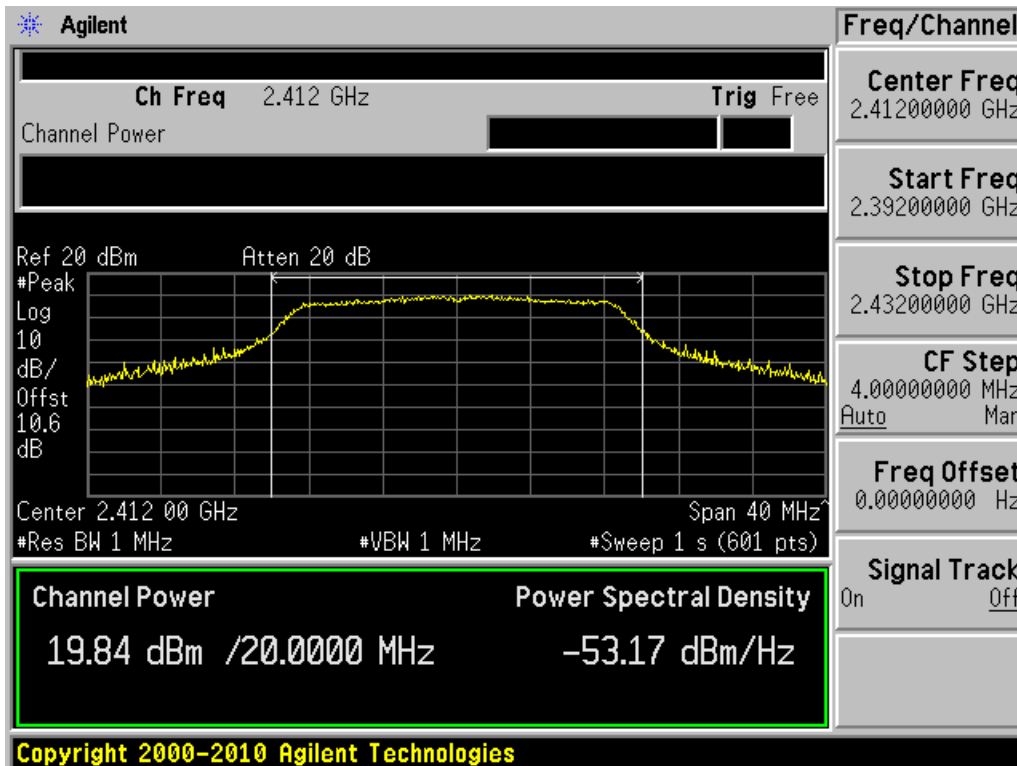 Agilent
Freq/Channel
Ch Freq 2.412 GHz
Trig Free
Channel Power
Center Freq
2.41200000 GHz
Start Freq
2.39200000 GHz
Stop Freq
2.43200000 GHz
CF Step
4.00000000 MHz
Auto Man
Freq Offset
0.00000000 Hz
Signal Track
On Off
Ref 20 dBm
Atten 20 dB
#Peak
Log
10
dB/
Offst
10.6
dB
Center 2.412 00 GHz
Span 40 MHz^
#Res BW 1 MHz
#VBW 1 MHz
#Sweep 1 s (601 pts)
Channel Power
Power Spectral Density
19.84 dBm /20.0000 MHz
-53.17 dBm/Hz
Copyright 2000-2010 Agilent Technologies